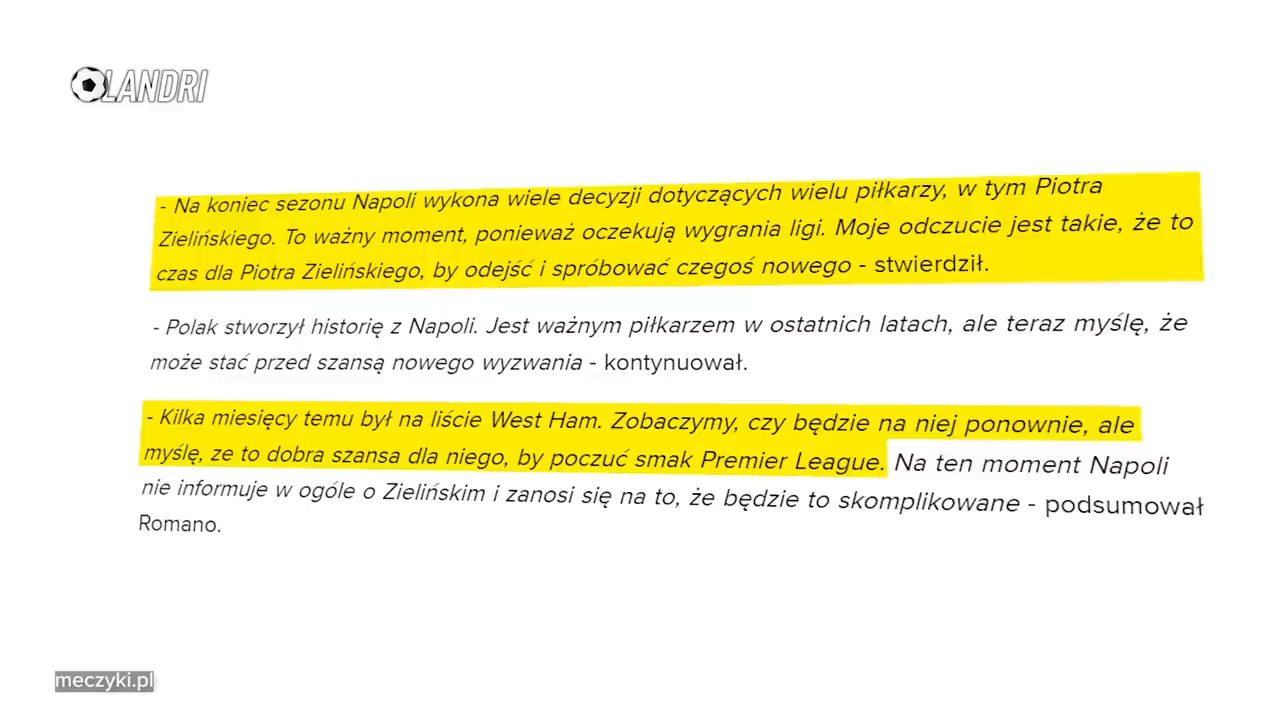 LANDRI
- Na koniec sezonu Napoli wykona wiele decyzji dotyczących wielu piłkarzy, w tym Piotra
Zielińskiego. To ważny moment, ponieważ oczekują wygrania ligi. Moje odczucie jest takie, że to
czas dla Piotra Zielińskiego, by odejść i spróbować czegoś nowego - stwierdził.
- Polak stworzył historię z Napoli. Jest ważnym piłkarzem w ostatnich latach, ale teraz myślę, że
może stać przed szansą nowego wyzwania - kontynuował.
- Kilka miesięcy temu był na liście West Ham. Zobaczymy, czy będzie na niej ponownie, ale
myślę, ze to dobra szansa dla niego, by poczuć smak Premier League. Na ten moment Napoli
nie informuje w ogóle o Zielińskim i zanosi się na to, że będzie to skomplikowane - podsumował
Romano.
meczyki.pl